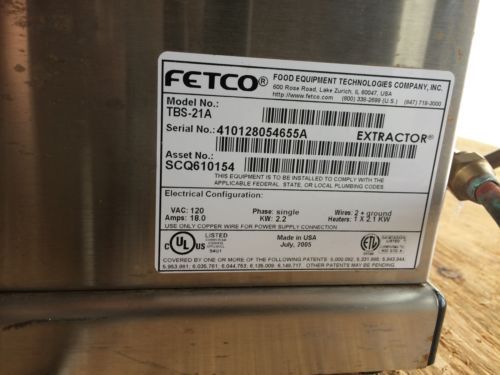 FETCO® FOOD EQUIPMENT TECHNOLOGIES COMPANY, INC.
600 Rose Road, Lake Zurich, IL 60047, USA
http://www.fetco.com (800) 338-2699 (U.S.) (847) 719-3000
Model No.:
TBS-21A
Serial No.: 410128054655A EXTRACTOR®
Asset No.:
SCQ610154
THIS EQUIPMENT IS TO BE INSTALLED TO COMPLY WITH THE
APPLICABLE FEDERAL, STATE, OR LOCAL PLUMBING CODES
Electrical Configuration:
VAC: 120 Phase: single Wires: 2 + ground
Amps: 18.0 KW: 2.2 Heaters: 1 X 2.1 KW
USE ONLY COPPER WIRE FOR POWER SUPPLY CONNECTION
C UL US LISTED
Made in USA
July, 2005
COVERED BY ONE OR MORE OF THE FOLLOWING PATENTS:
OTHER PATENTS MAY BE PENDING.